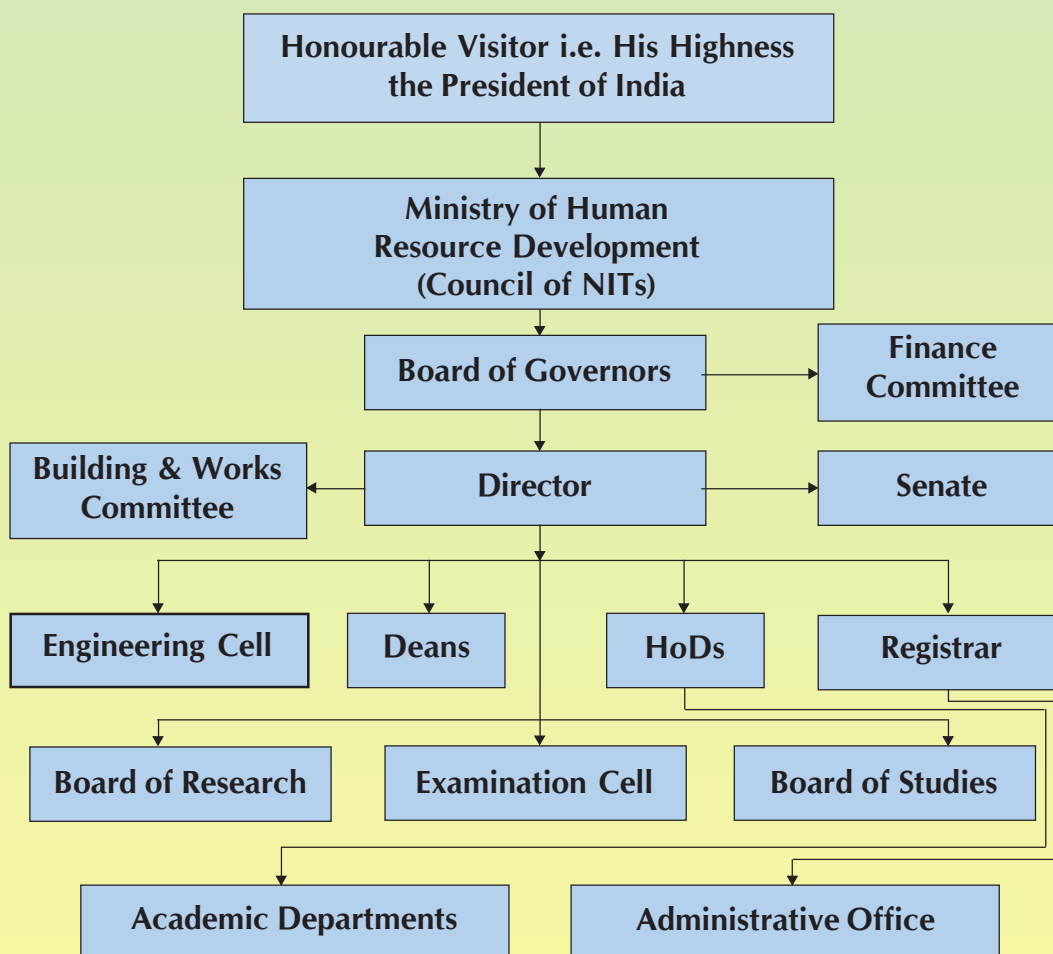 Honourable Visitor i.e. His Highness
the President of India
Ministry of Human
Resource Development
(Council of NITs)
Board of Governors
Finance
Committee
Building & Works
Committee
Director
Senate
Engineering Cell
Deans
HoDs
Registrar
Board of Research
Examination Cell
Board of Studies
Academic Departments
Administrative Office